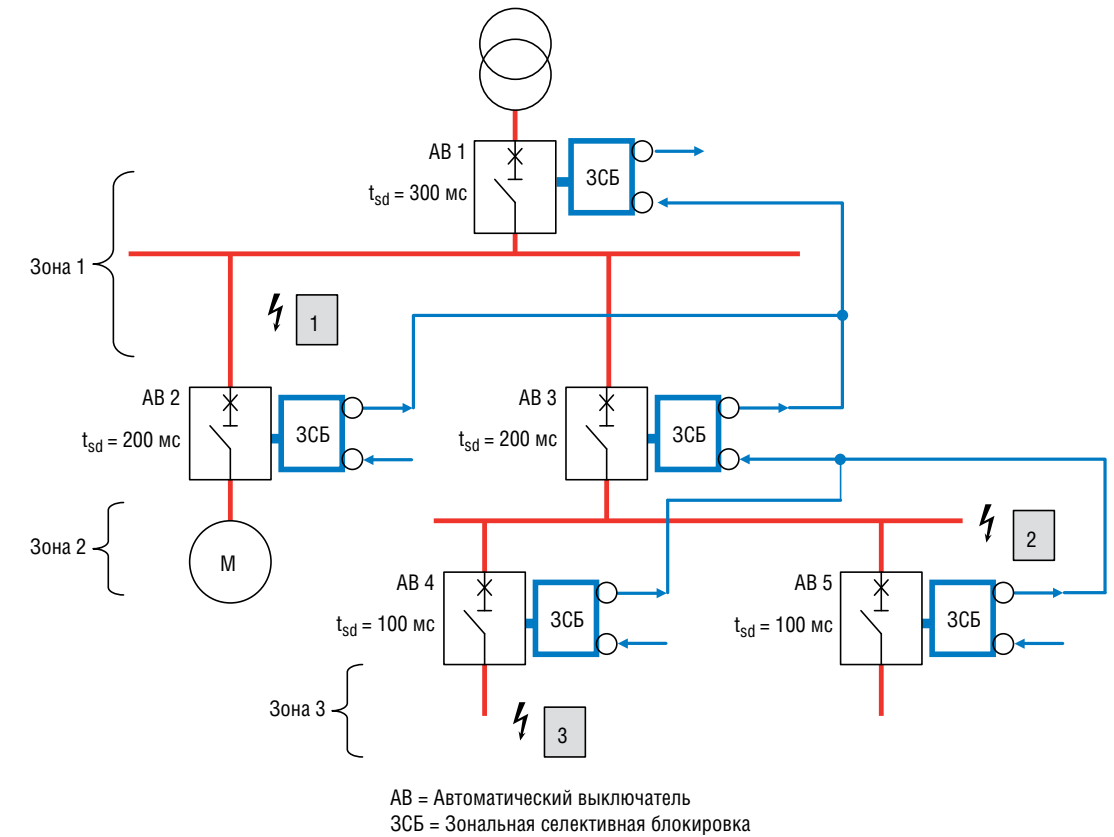 АВ 1
ЗСБ
t_sd = 300 мс
Зона 1
1
АВ 2
ЗСБ
t_sd = 200 мс
АВ 3
ЗСБ
t_sd = 200 мс
Зона 2
М
2
АВ 4
ЗСБ
t_sd = 100 мс
АВ 5
ЗСБ
t_sd = 100 мс
Зона 3
3
АВ = Автоматический выключатель
ЗСБ = Зональная селективная блокировка